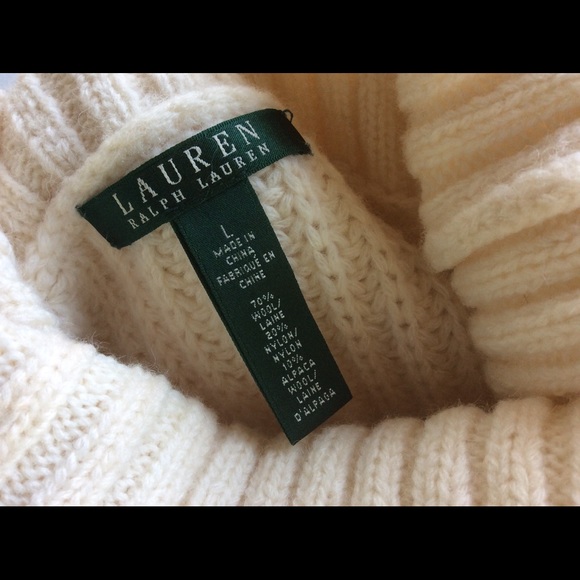 LAUREN
RALPH LAUREN
L
MADE IN
CHINA
FABRIQUÉ EN
CHINE
70%
WOOL/
LAINE
20%
NYLON/
NYLON
10%
ALPACA
WOOL/
LAINE
D'ALPAGA